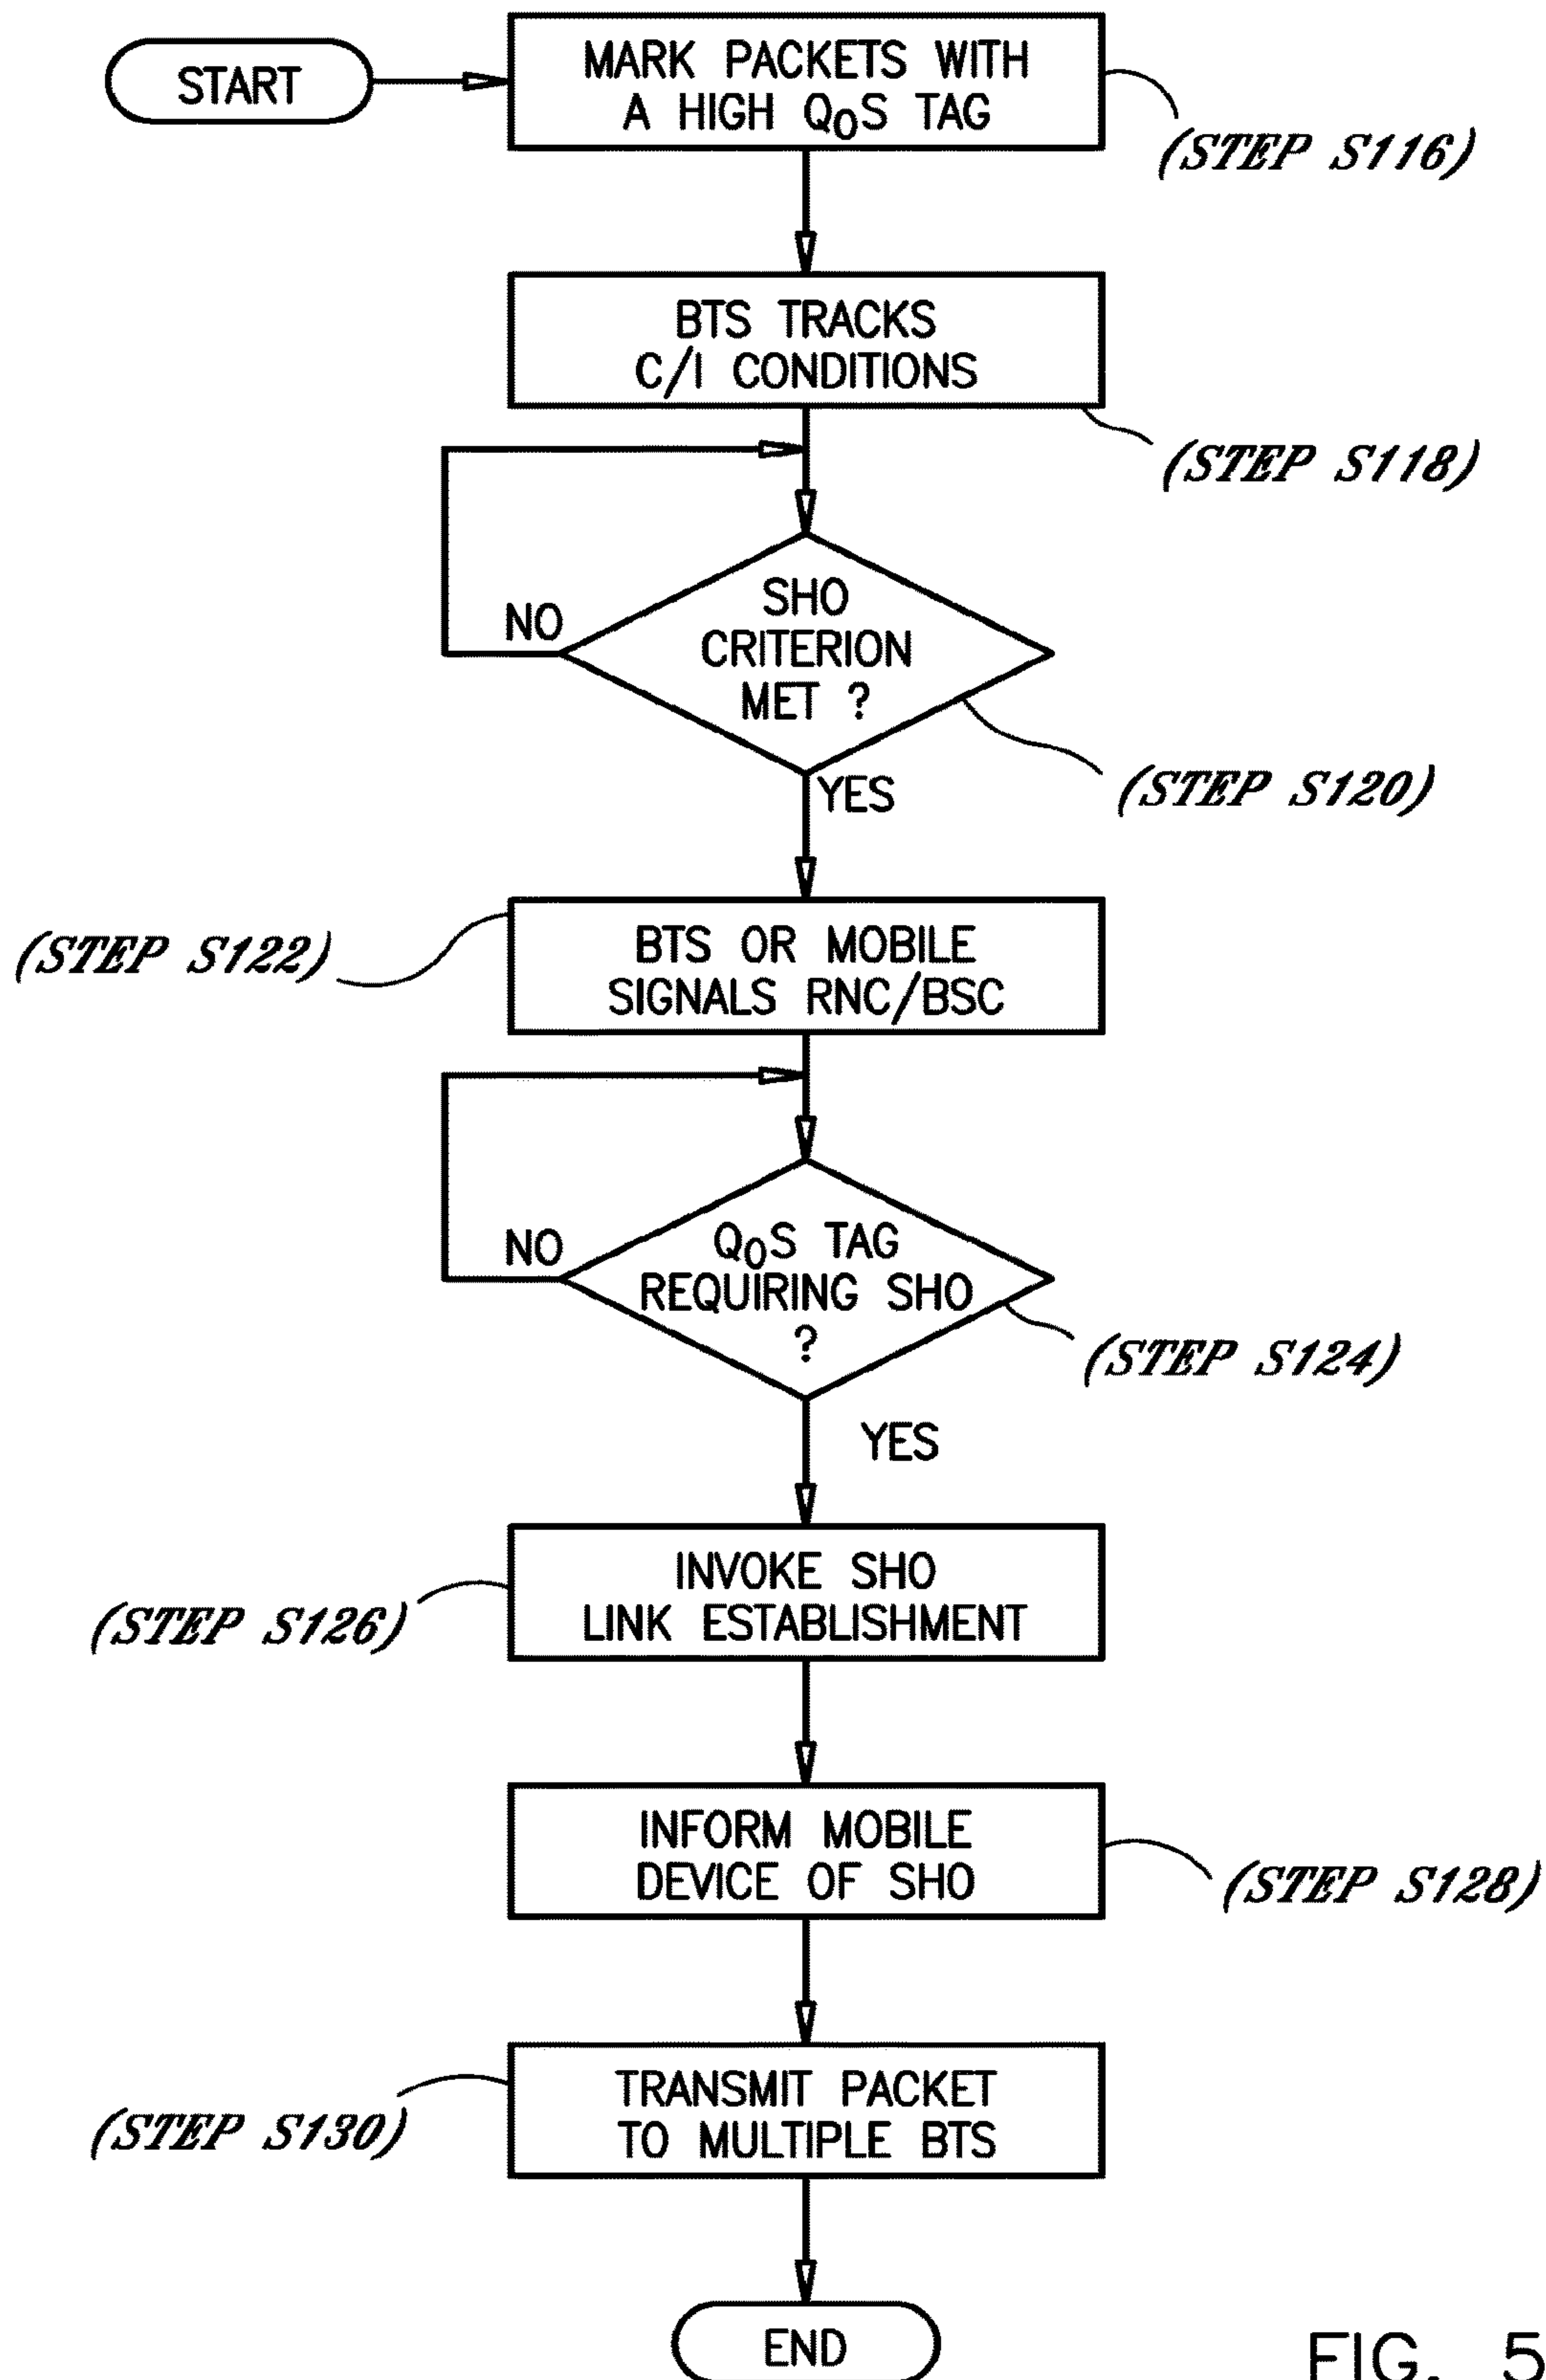 START
MARK PACKETS WITH
A HIGH QoS TAG
(STEP S116)
BTS TRACKS
C/I CONDITIONS
(STEP S118)
SHO
CRITERION
MET ?
NO
(STEP S120)
YES
BTS OR MOBILE
SIGNALS RNC/BSC
(STEP S122)
QoS TAG
REQUIRING SHO
?
NO
(STEP S124)
YES
INVOKE SHO
LINK ESTABLISHMENT
(STEP S126)
INFORM MOBILE
DEVICE OF SHO
(STEP S128)
TRANSMIT PACKET
TO MULTIPLE BTS
(STEP S130)
END
FIG. 5